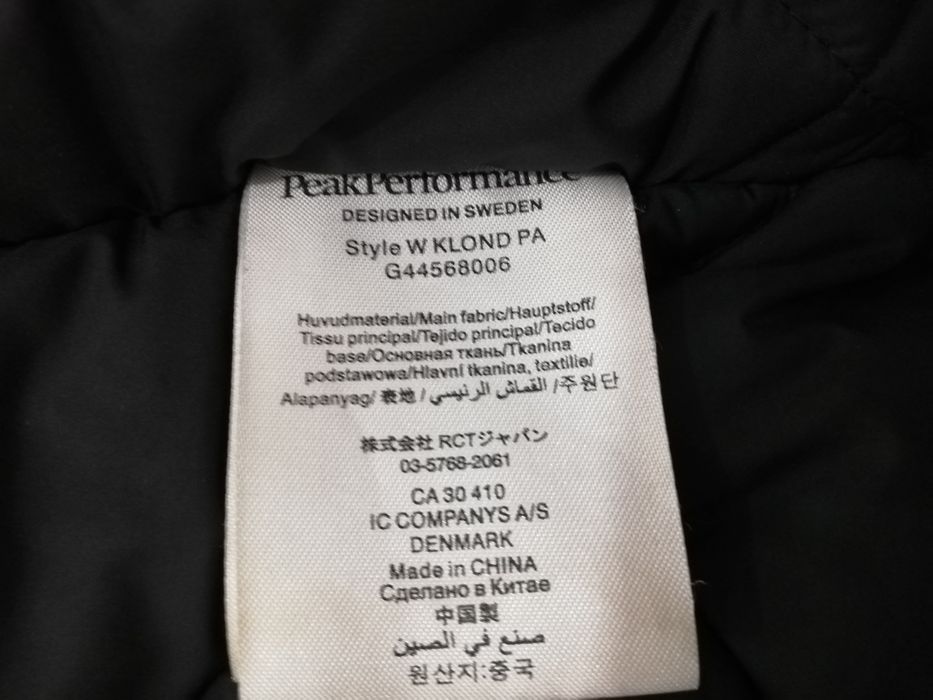 PeakPerformance
DESIGNED IN SWEDEN
Style W KLOND PA
G44568006
Huvudmaterial/Main fabric/Hauptstoff/
Tissu principal/Tejido principal/Tecido
base/Основная ткань/Tkanina
podstawowa/Hlavní tkanina, textilie/
Alapanyag/ 表地 / القماش الرئيسي /주원단
株式会社 RCTジャパン
03-5768-2061
CA 30 410
IC COMPANYS A/S
DENMARK
Made in CHINA
Сделано в Китае
中国製
صنع في الصين
원산지:중국